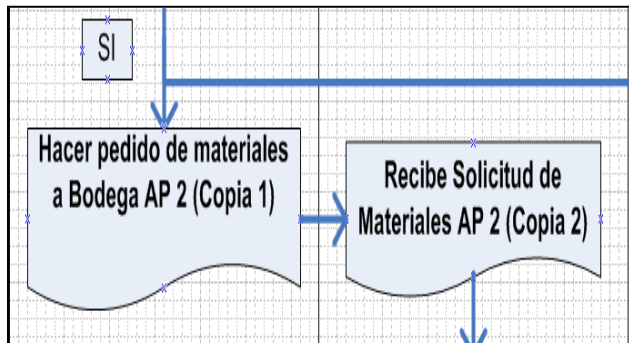 SI
Hacer pedido de materiales
a Bodega AP 2 (Copia 1)
Recibe Solicitud de
Materiales AP 2 (Copia 2)